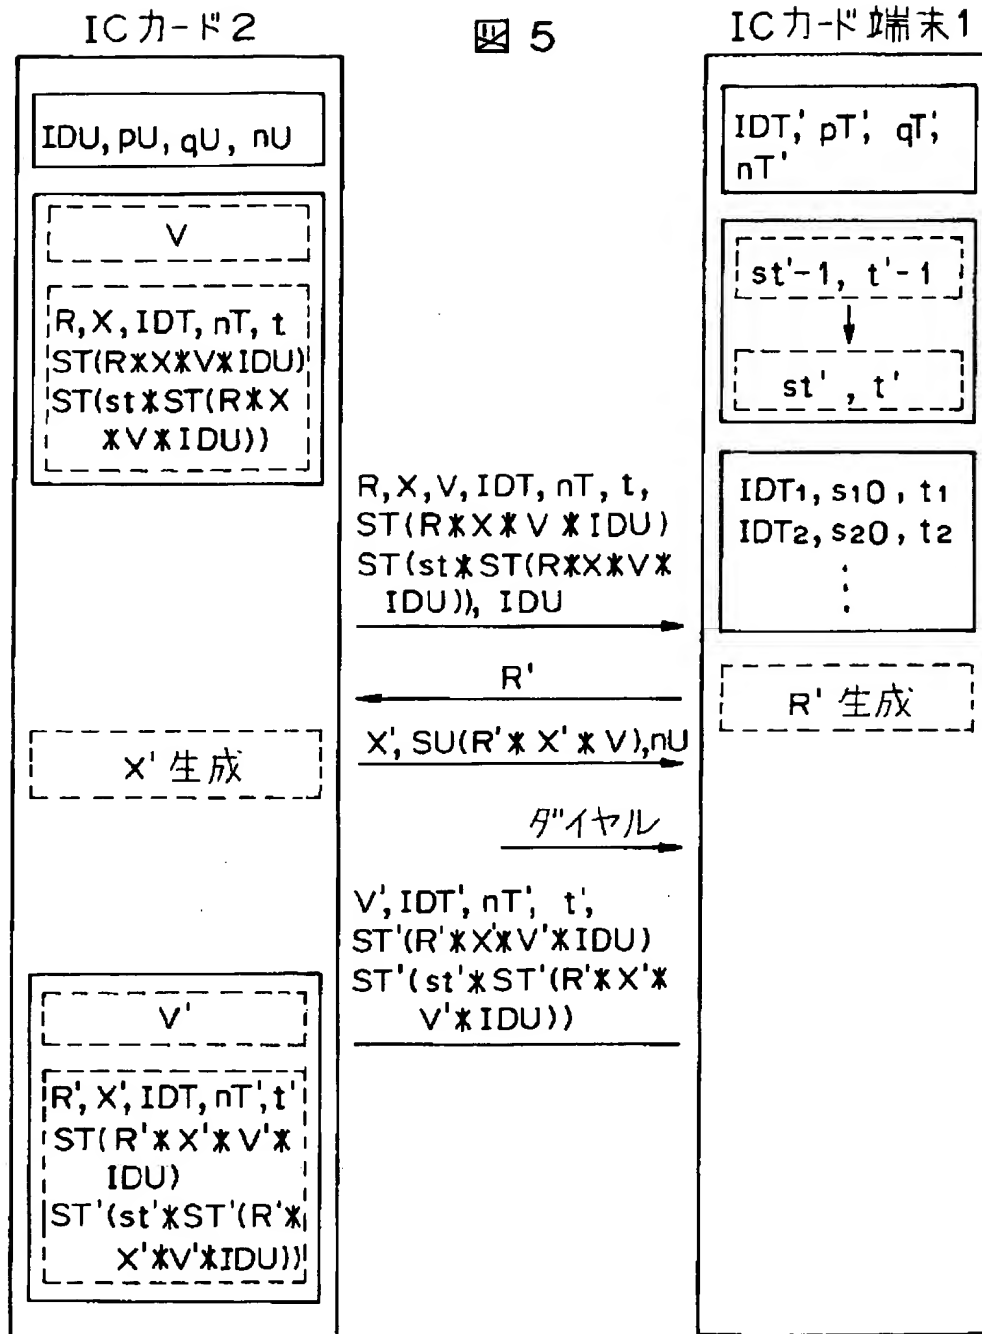 ICカード2
図5
ICカード端末1
IDU, pU, qU, nU
V
R, X, IDT, nT, t
ST(R*X*V*IDU)
ST(st*ST(R*X
*V*IDU))
IDT', pT', qT',
nT'
st'-1, t'-1
st', t'
IDT1, s10, t1
IDT2, s20, t2
R, X, V, IDT, nT, t,
ST(R*X*V*IDU)
ST(st*ST(R*X*V*
IDU)), IDU
R'
R'生成
X', SU(R'*X'*V), nU
X'生成
ダイヤル
V', IDT', nT', t',
ST'(R'*X'*V'*IDU)
ST'(st'*ST'(R'*X'*
V'*IDU))
V'
R', X', IDT, nT', t'
ST(R'*X'*V'*
IDU)
ST'(st'*ST'(R'*
X'*V'*IDU))